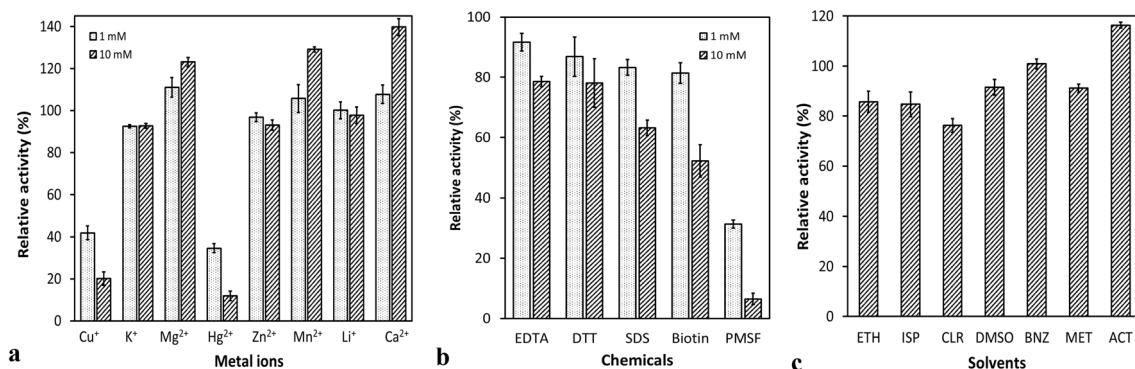 140
120
100
80
60
40
20
0
Relative activity (%)
1 mM
10 mM
Cu⁺
K⁺
Mg²⁺
Hg²⁺
Zn²⁺
Mn²⁺
Li⁺
Ca²⁺
Metal ions
a
100
80
60
40
20
0
Relative activity (%)
1 mM
10 mM
EDTA
DTT
SDS
Biotin
PMSF
Chemicals
b
120
100
80
60
40
20
0
Relative activity (%)
ETH
ISP
CLR
DMSO
BNZ
MET
ACT
Solvents
c